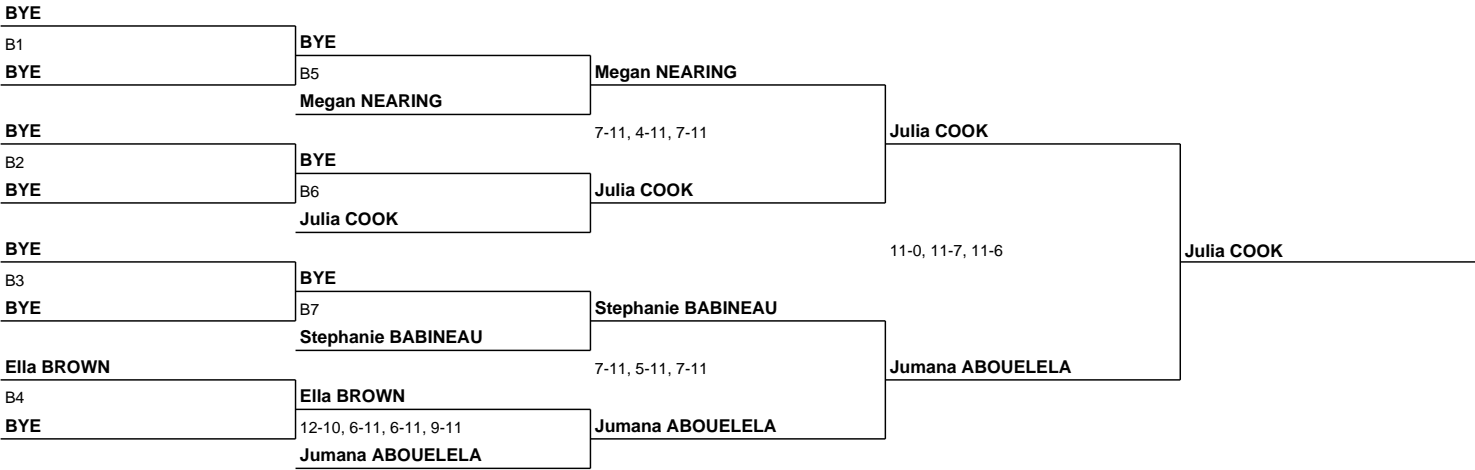 BYE
B1
BYE
BYE
B5
Megan NEARING
Megan NEARING
BYE
7-11, 4-11, 7-11
Julia COOK
B2
BYE
BYE
B6
Julia COOK
Julia COOK
BYE
11-0, 11-7, 11-6
Julia COOK
B3
BYE
BYE
B7
Stephanie BABINEAU
Stephanie BABINEAU
Ella BROWN
7-11, 5-11, 7-11
Jumana ABOUELELA
B4
Ella BROWN
BYE
12-10, 6-11, 6-11, 9-11
Jumana ABOUELELA
Jumana ABOUELELA